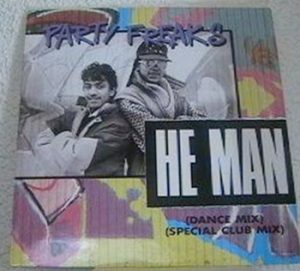 PARTY FREAKS
HE MAN
(DANCE MIX)
(SPECIAL CLUB MIX)